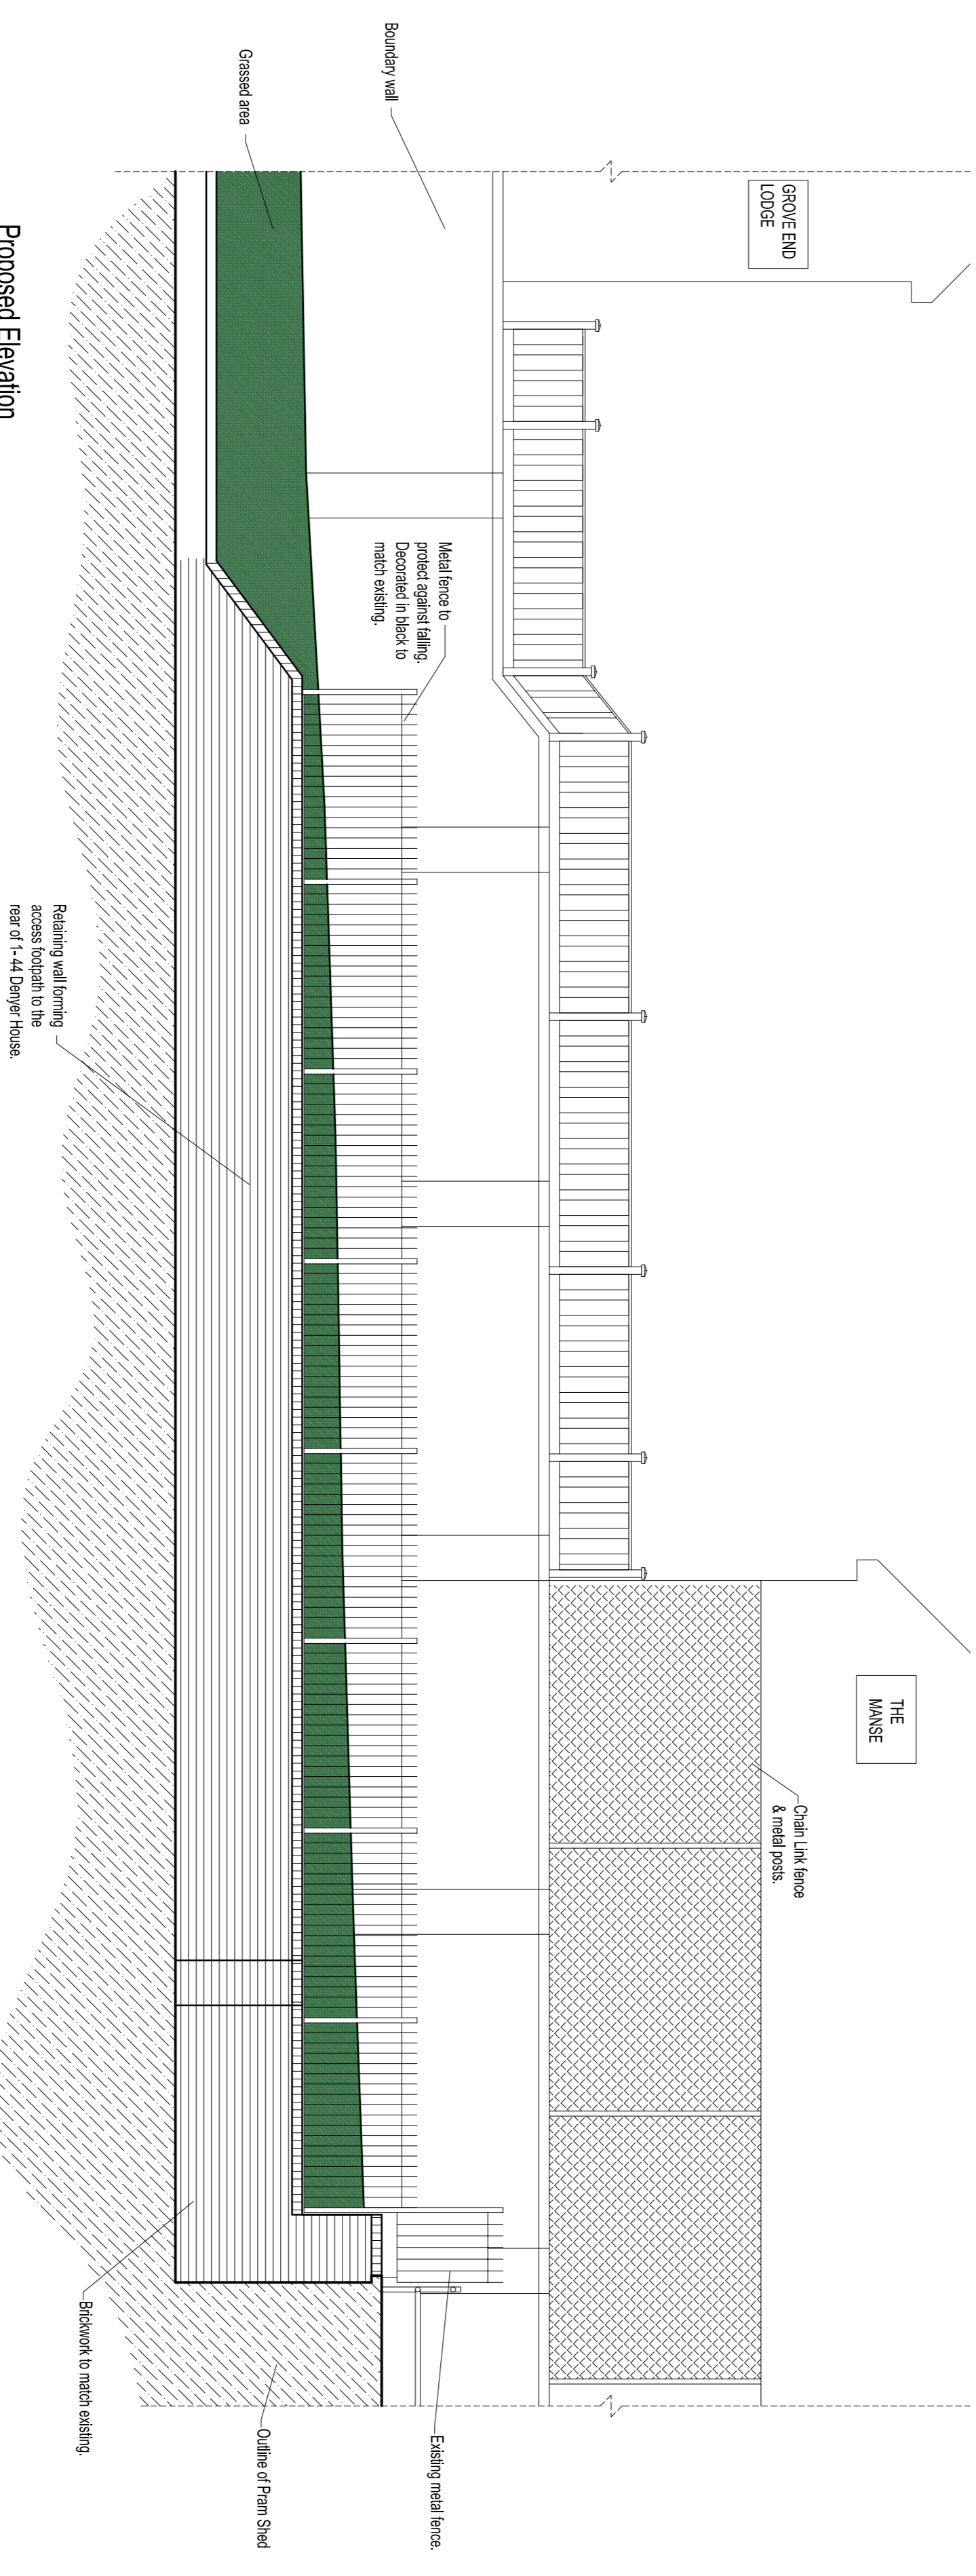 GROVE END
LODGE
THE
MANSE
Chain Link fence
& metal posts.
Boundary wall
Metal fence to
protect against falling.
Decorated in black to
match existing.
Existing metal fence.
Grassed area
Outline of Pram Shed
Retaining wall forming
access footpath to the
rear of 1- 44 Denyer House.
Brickwork to match existing.
Proposed Elevation